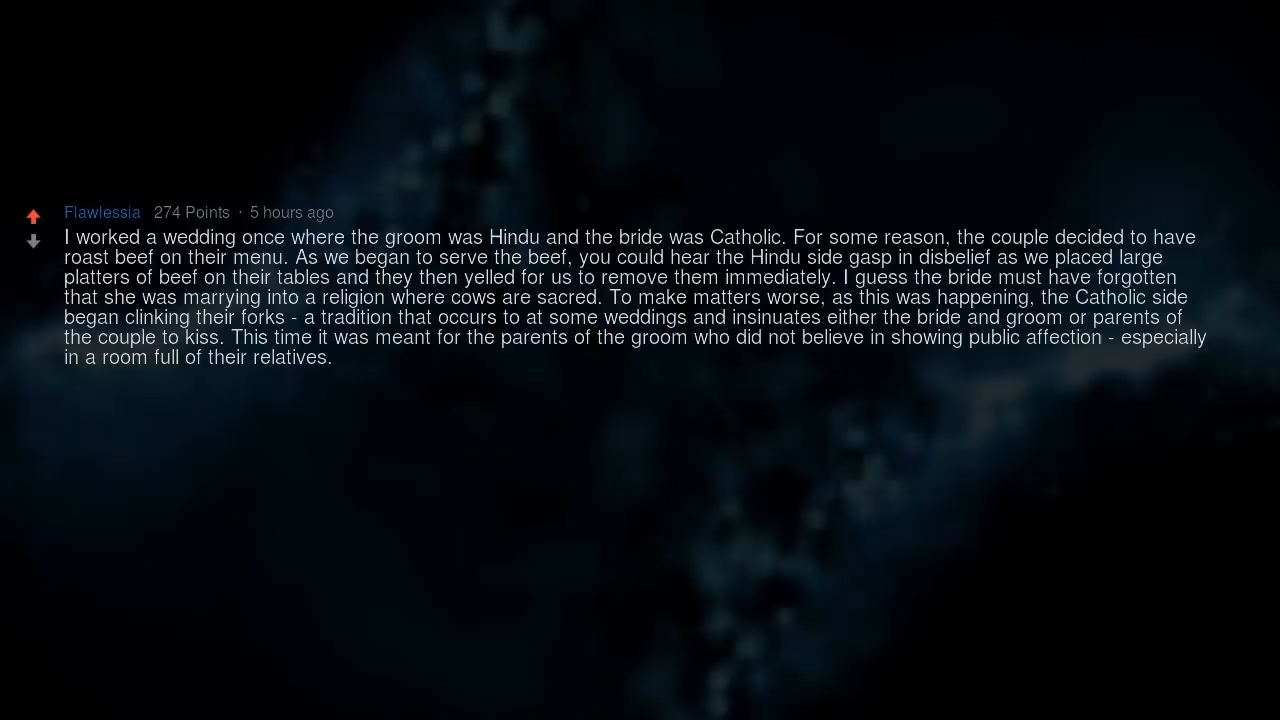 Flawlessia 274 Points · 5 hours ago
I worked a wedding once where the groom was Hindu and the bride was Catholic. For some reason, the couple decided to have
roast beef on their menu. As we began to serve the beef, you could hear the Hindu side gasp in disbelief as we placed large
platters of beef on their tables and they then yelled for us to remove them immediately. I guess the bride must have forgotten
that she was marrying into a religion where cows are sacred. To make matters worse, as this was happening, the Catholic side
began clinking their forks - a tradition that occurs to at some weddings and insinuates either the bride and groom or parents of
the couple to kiss. This time it was meant for the parents of the groom who did not believe in showing public affection - especially
in a room full of their relatives.